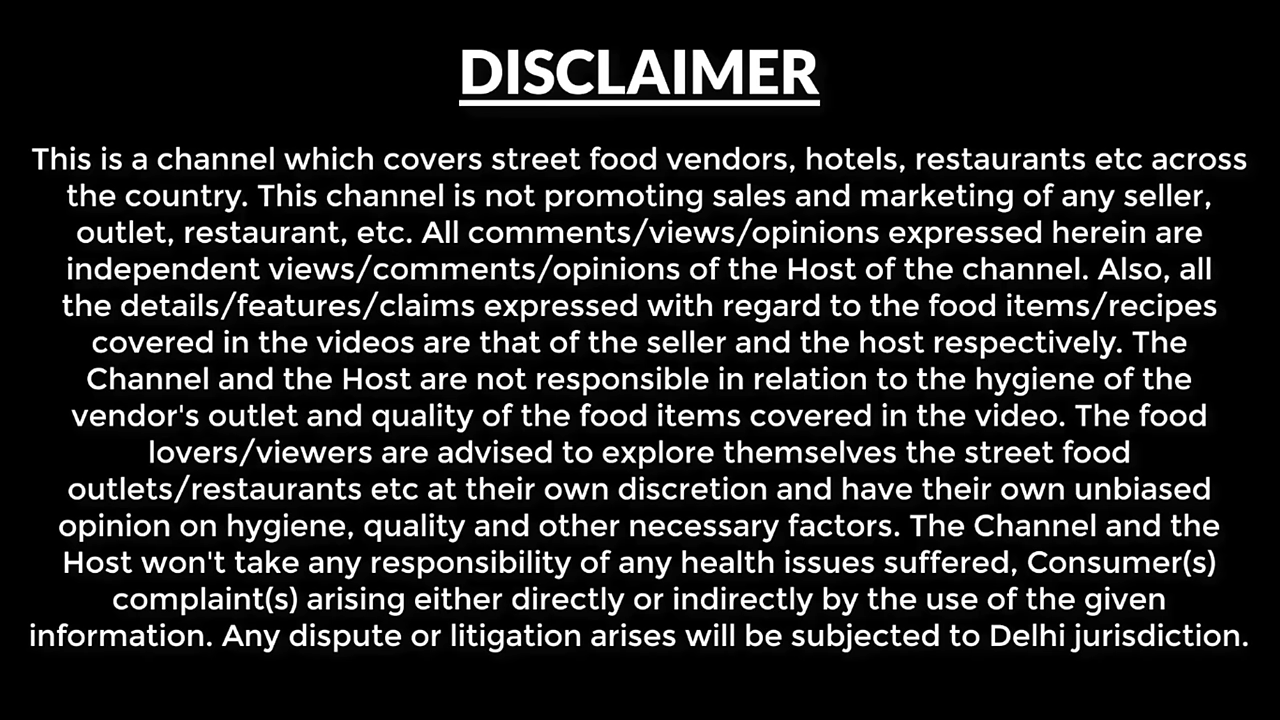 DISCLAIMER
This is a channel which covers street food vendors, hotels, restaurants etc across
the country. This channel is not promoting sales and marketing of any seller,
outlet, restaurant, etc. All comments/views/opinions expressed herein are
independent views/comments/opinions of the Host of the channel. Also, all
the details/features/claims expressed with regard to the food items/recipes
covered in the videos are that of the seller and the host respectively. The
Channel and the Host are not responsible in relation to the hygiene of the
vendor's outlet and quality of the food items covered in the video. The food
lovers/viewers are advised to explore themselves the street food
outlets/restaurants etc at their own discretion and have their own unbiased
opinion on hygiene, quality and other necessary factors. The Channel and the
Host won't take any responsibility of any health issues suffered, Consumer(s)
complaint(s) arising either directly or indirectly by the use of the given
information. Any dispute or litigation arises will be subjected to Delhi jurisdiction.